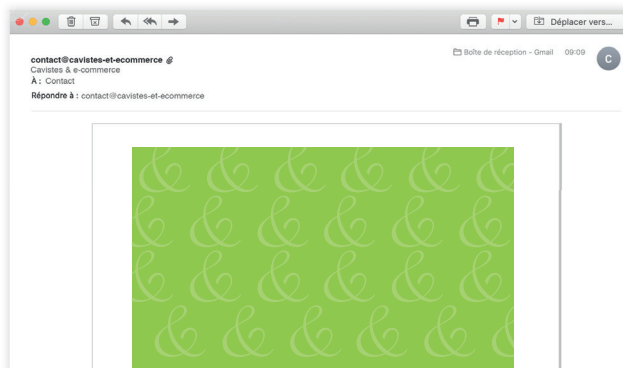 Déplacer vers...
contact@cavistes-et-ecommerce
Boîte de réception - Gmail 09:09
C
Cavistes & e-commerce
À : Contact
Répondre à : contact@cavistes-et-ecommerce
& & & & & &
& & & & & &
& & & & & &
& & & & & &